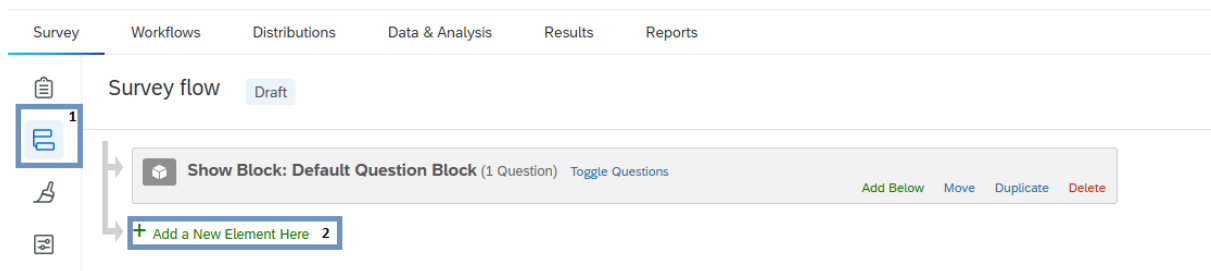 Survey Workflows Distributions Data & Analysis Results Reports
Survey flow Draft
1
Show Block: Default Question Block (1 Question) Toggle Questions
Add Below Move Duplicate Delete
+ Add a New Element Here 2